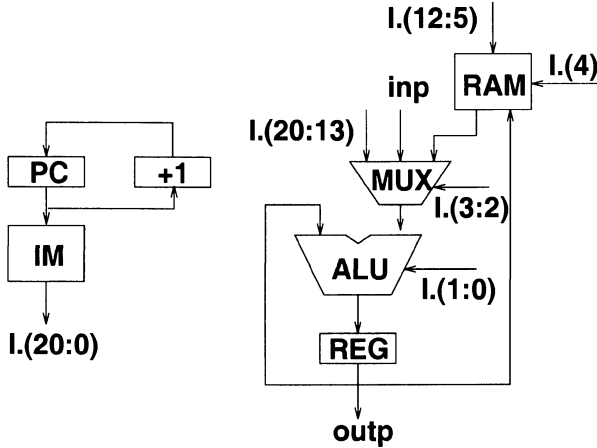 I.(12:5)
I.(4)
RAM
inp
I.(20:13)
PC
+1
MUX
I.(3:2)
IM
ALU
I.(1:0)
I.(20:0)
REG
outp